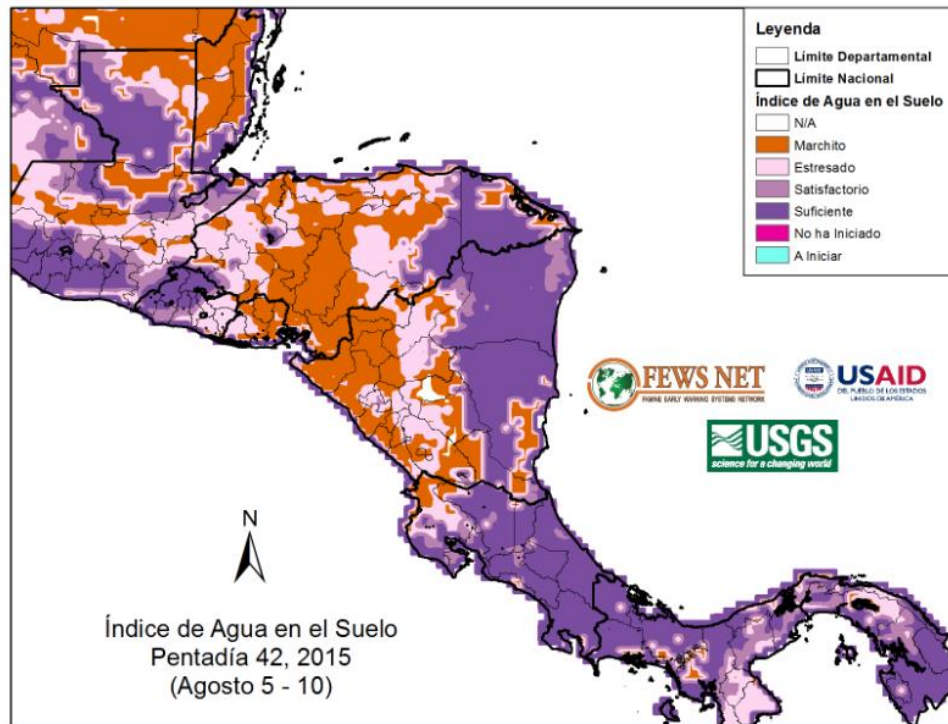 Leyenda
Límite Departamental
Límite Nacional
Índice de Agua en el Suelo
N/A
Marchito
Estresado
Satisfactorio
Suficiente
No ha Iniciado
A Iniciar
FEWS NET
FAMINE EARLY WARNING SYSTEMS NETWORK
USAID
DEL PUEBLO DE LOS ESTADOS
UNIDOS DE AMÉRICA
USGS
science for a changing world
N
Índice de Agua en el Suelo
Pentadía 42, 2015
(Agosto 5 - 10)